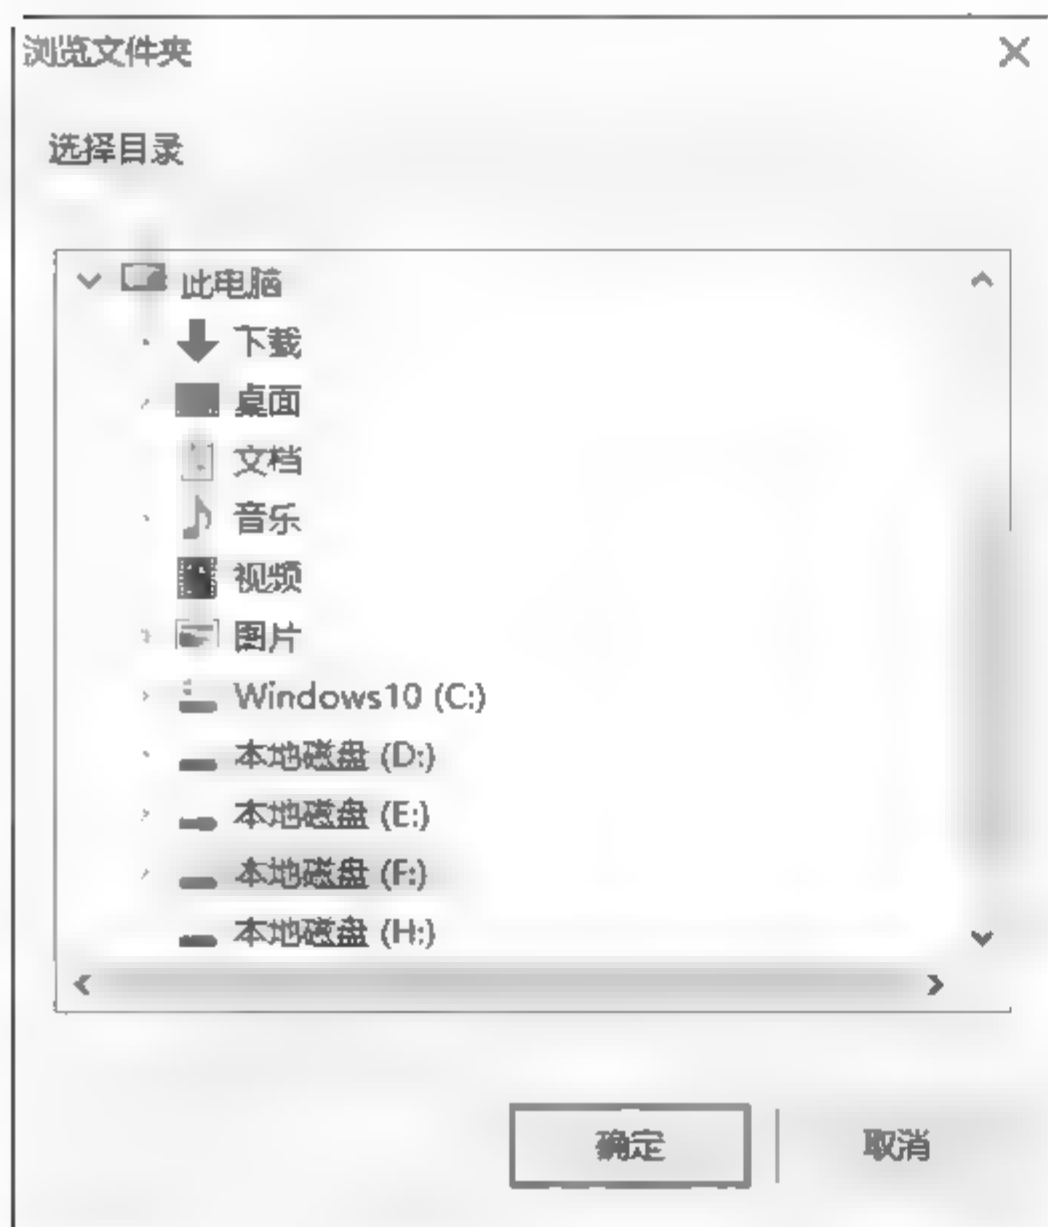 浏览文件夹
选择目录
此电脑
下载
桌面
文档
音乐
视频
图片
Windows10 (C:)
本地磁盘 (D:)
本地磁盘 (E:)
本地磁盘 (F:)
本地磁盘 (H:)
确定 取消